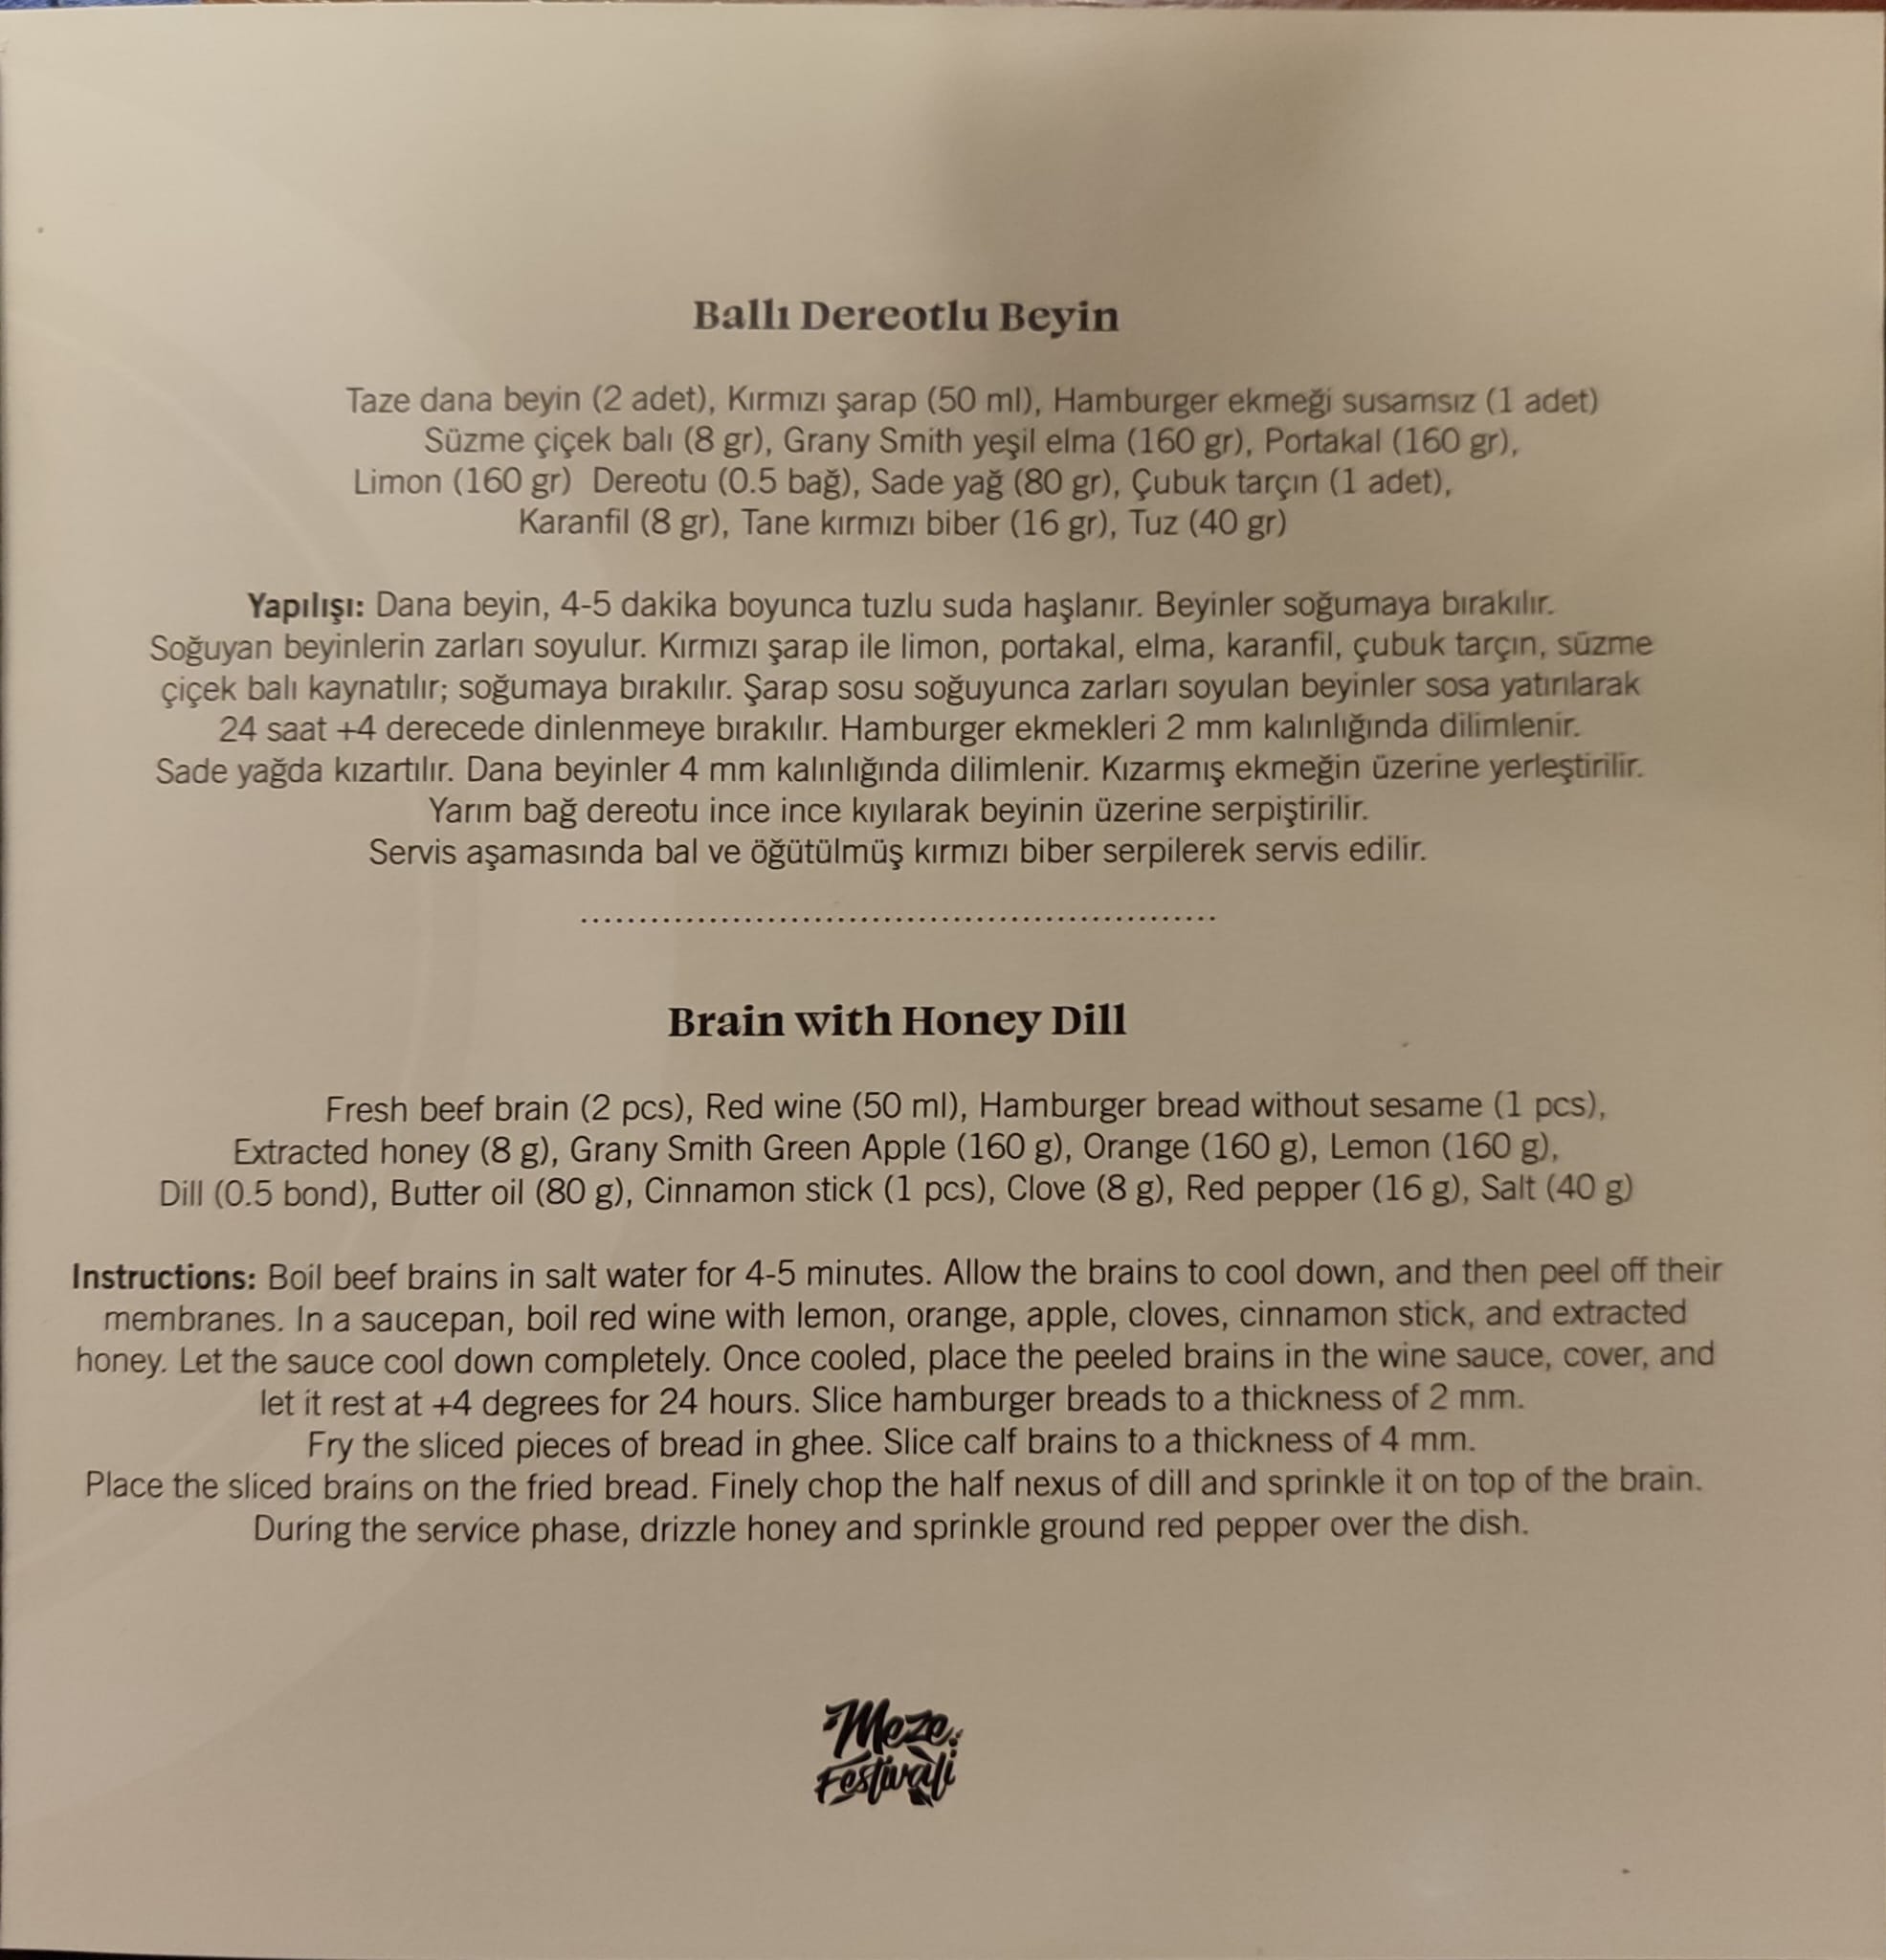 Ballı Dereotlu Beyin
Taze dana beyin (2 adet), Kırmızı şarap (50 ml), Hamburger ekmeği susamsız (1 adet)
Süzme çiçek balı (8 gr), Grany Smith yeşil elma (160 gr), Portakal (160 gr),
Limon (160 gr) Dereotu (0.5 bağ), Sade yağ (80 gr), Çubuk tarçın (1 adet),
Karanfil (8 gr), Tane kırmızı biber (16 gr), Tuz (40 gr)
Yapılışı: Dana beyin, 4-5 dakika boyunca tuzlu suda haşlanır. Beyinler soğumaya bırakılır.
Soğuyan beyinlerin zarları soyulur. Kırmızı şarap ile limon, portakal, elma, karanfil, çubuk tarçın, süzme
çiçek balı kaynatılır; soğumaya bırakılır. Şarap sosu soğuyunca zarları soyulan beyinler sosa yatırılarak
24 saat +4 derecede dinlenmeye bırakılır. Hamburger ekmekleri 2 mm kalınlığında dilimlenir.
Sade yağda kızartılır. Dana beyinler 4 mm kalınlığında dilimlenir. Kızarmış ekmeğin üzerine yerleştirilir.
Yarım bağ dereotu ince ince kıyılarak beyinin üzerine serpiştirilir.
Servis aşamasında bal ve öğütülmüş kırmızı biber serpilerek servis edilir.
Brain with Honey Dill
Fresh beef brain (2 pcs), Red wine (50 ml), Hamburger bread without sesame (1 pcs),
Extracted honey (8 g), Grany Smith Green Apple (160 g), Orange (160 g), Lemon (160 g),
Dill (0.5 bond), Butter oil (80 g), Cinnamon stick (1 pcs), Clove (8 g), Red pepper (16 g), Salt (40 g)
Instructions: Boil beef brains in salt water for 4-5 minutes. Allow the brains to cool down, and then peel off their
membranes. In a saucepan, boil red wine with lemon, orange, apple, cloves, cinnamon stick, and extracted
honey. Let the sauce cool down completely. Once cooled, place the peeled brains in the wine sauce, cover, and
let it rest at +4 degrees for 24 hours. Slice hamburger breads to a thickness of 2 mm.
Fry the sliced pieces of bread in ghee. Slice calf brains to a thickness of 4 mm.
Place the sliced brains on the fried bread. Finely chop the half nexus of dill and sprinkle it on top of the brain.
During the service phase, drizzle honey and sprinkle ground red pepper over the dish.
Meze
Festivali